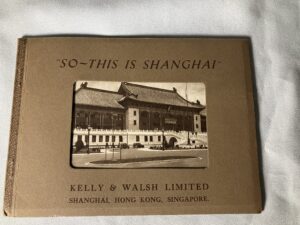 "SO~THIS IS SHANGHAI"
KELLY & WALSH LIMITED
SHANGHAI, HONG KONG, SINGAPORE.